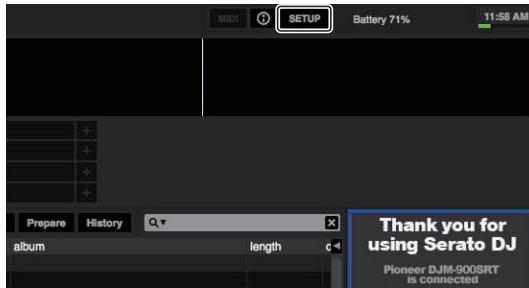 MIDI SETUP Battery 71% 11:58 AM
Prepare History
album length
Thank you for
using Serato DJ
Pioneer DJM-900SRT
is connected